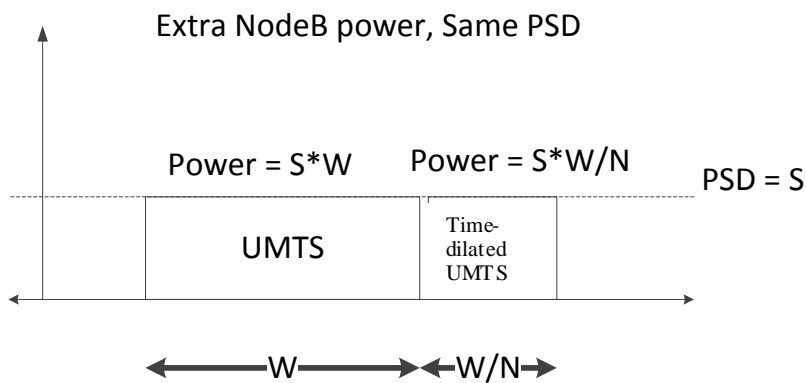 Extra NodeB power, Same PSD
Power = S*W
Power = S*W/N
PSD = S
UMTS
Time-
dilated
UMTS
W
W/N